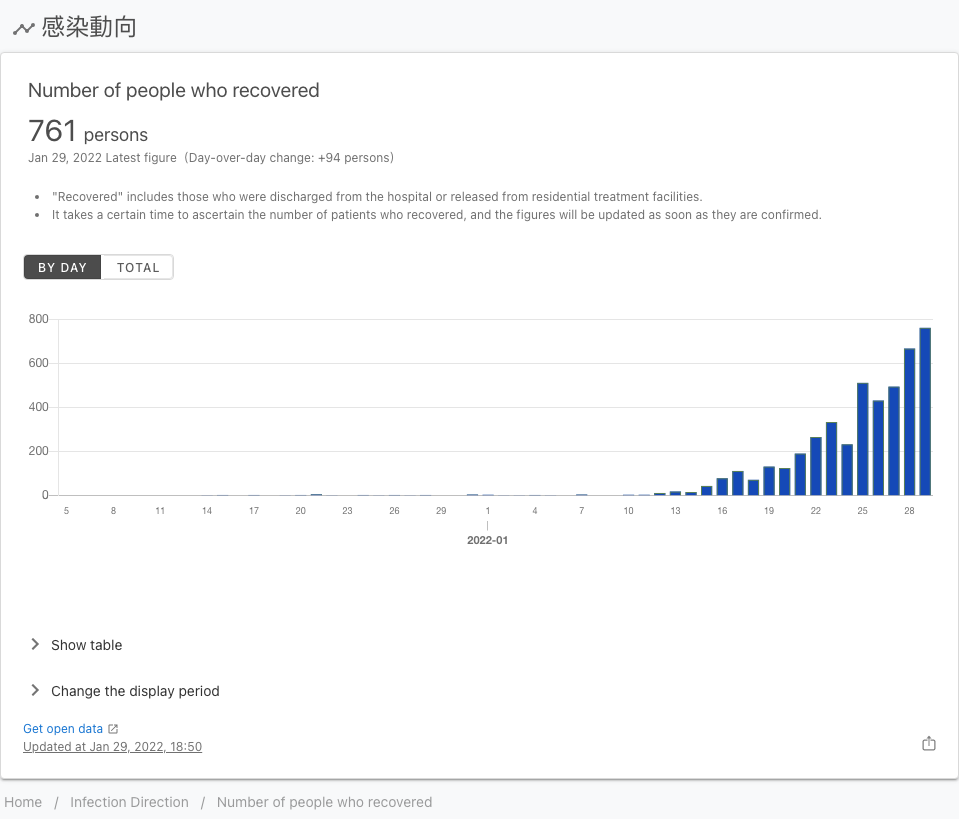 感染動向
Number of people who recovered
761 persons
Jan 29, 2022 Latest figure (Day-over-day change: +94 persons)
"Recovered" includes those who were discharged from the hospital or released from residential treatment facilities.
It takes a certain time to ascertain the number of patients who recovered, and the figures will be updated as soon as they are confirmed.
BY DAY TOTAL
800
600
400
200
0
5 8 11 14 17 20 23 26 29 1 4 7 10 13 16 19 22 25 28
2022-01
Show table
Change the display period
Get open data
Updated at Jan 29, 2022, 18:50
Home / Infection Direction / Number of people who recovered